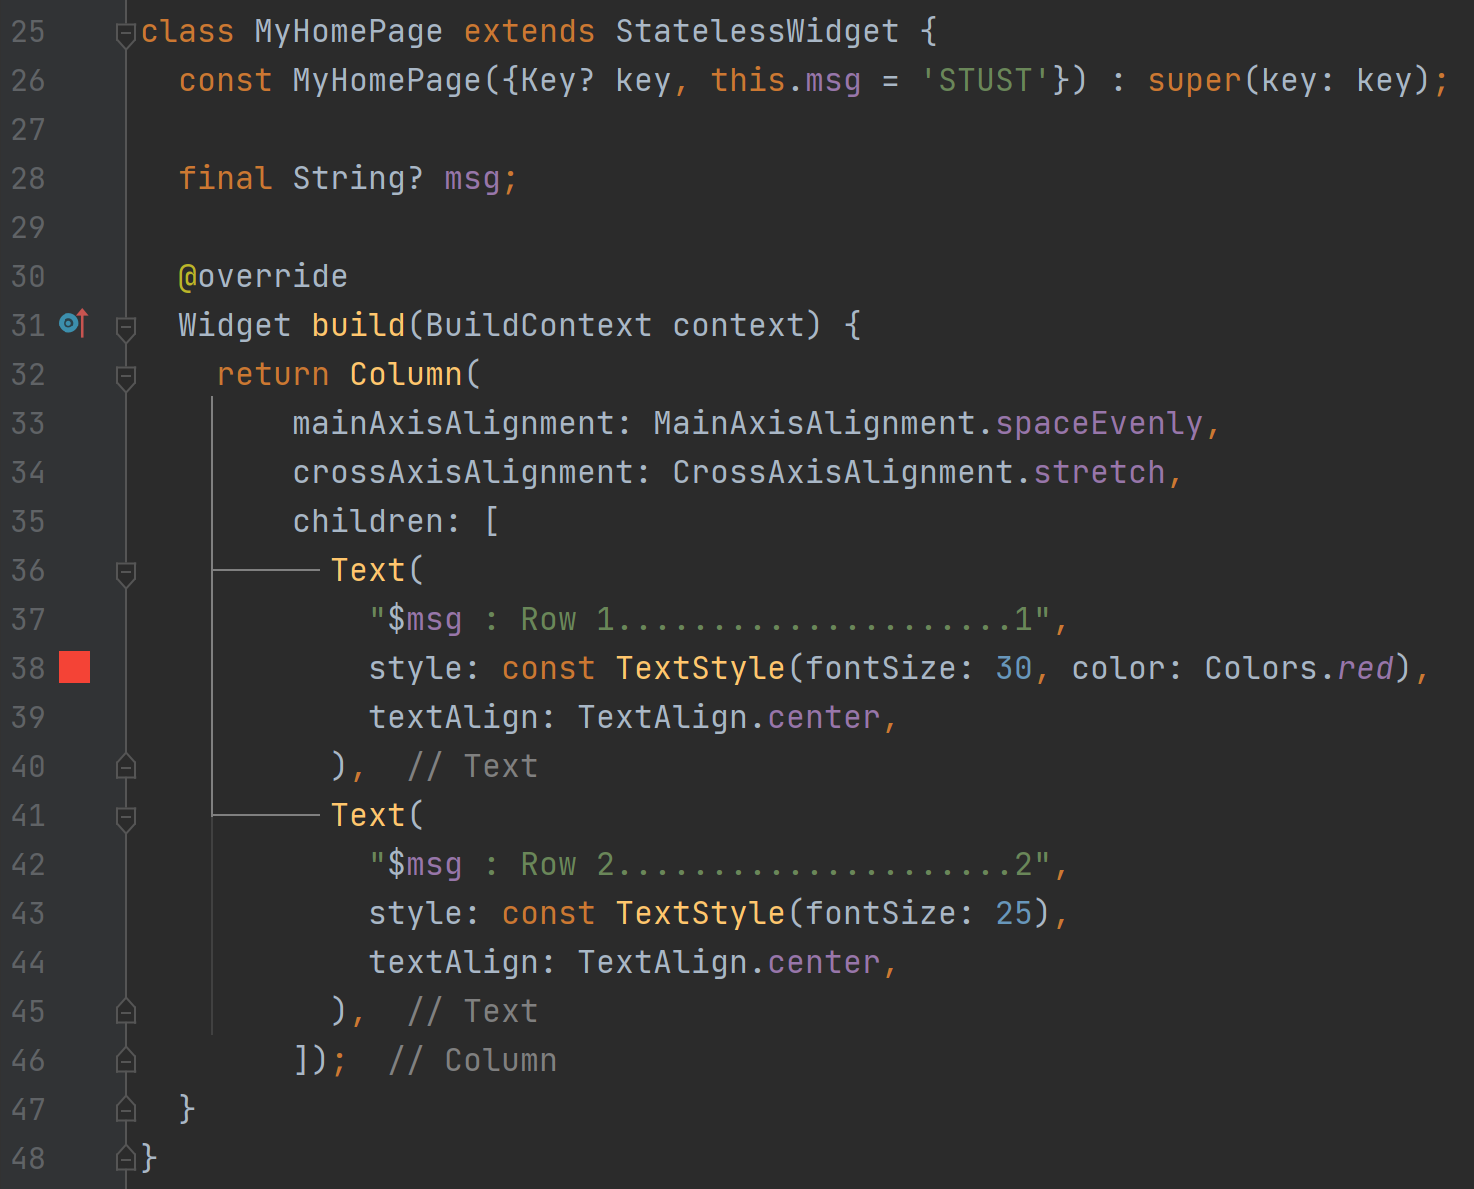 25 class MyHomePage extends StatelessWidget {
26   const MyHomePage({Key? key, this.msg = 'STUST'}) : super(key: key);
27
28   final String? msg;
29
30   @override
31   Widget build(BuildContext context) {
32     return Column(
33         mainAxisAlignment: MainAxisAlignment.spaceEvenly,
34         crossAxisAlignment: CrossAxisAlignment.stretch,
35         children: [
36           Text(
37             "$msg : Row 1.....................1",
38             style: const TextStyle(fontSize: 30, color: Colors.red),
39             textAlign: TextAlign.center,
40           ),  // Text
41           Text(
42             "$msg : Row 2.....................2",
43             style: const TextStyle(fontSize: 25),
44             textAlign: TextAlign.center,
45           ),  // Text
46         ]);  // Column
47   }
48 }